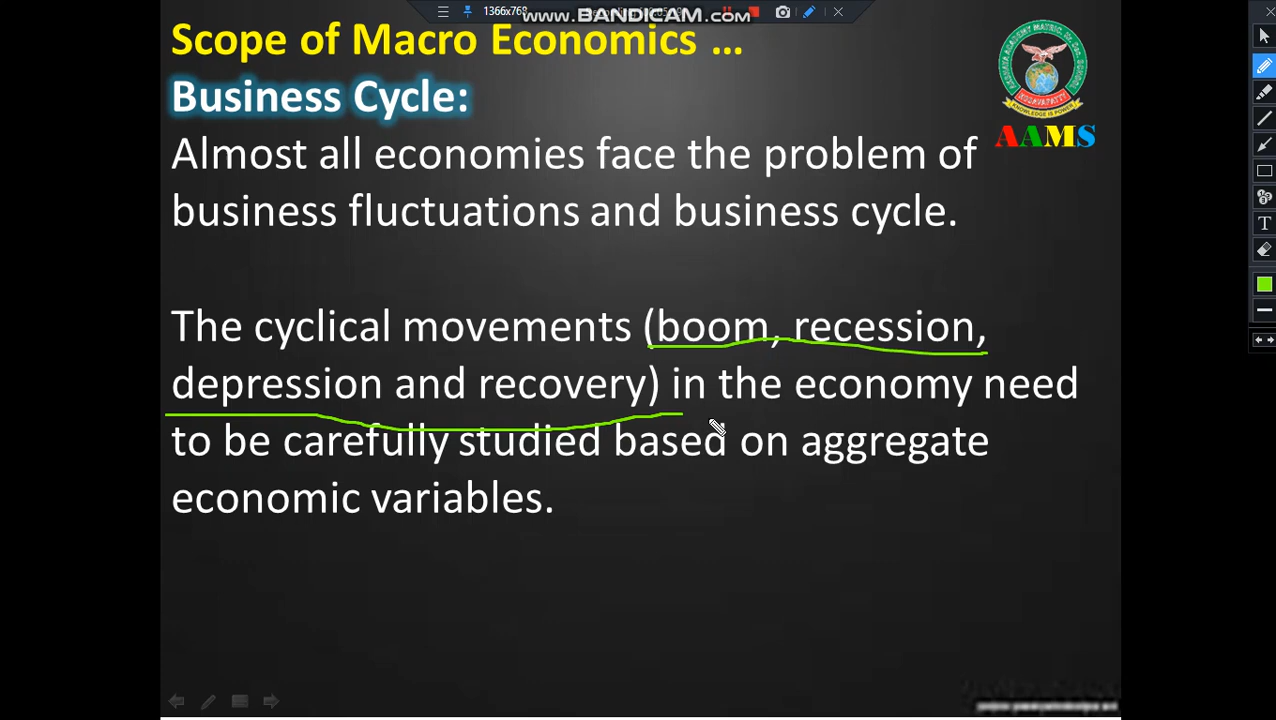 1366x768
www.BANDICAM.com
Scope of Macro Economics ...
AAMS
Business Cycle:
Almost all economies face the problem of
business fluctuations and business cycle.
The cyclical movements (boom, recession,
depression and recovery) in the economy need
to be carefully studied based on aggregate
economic variables.
T